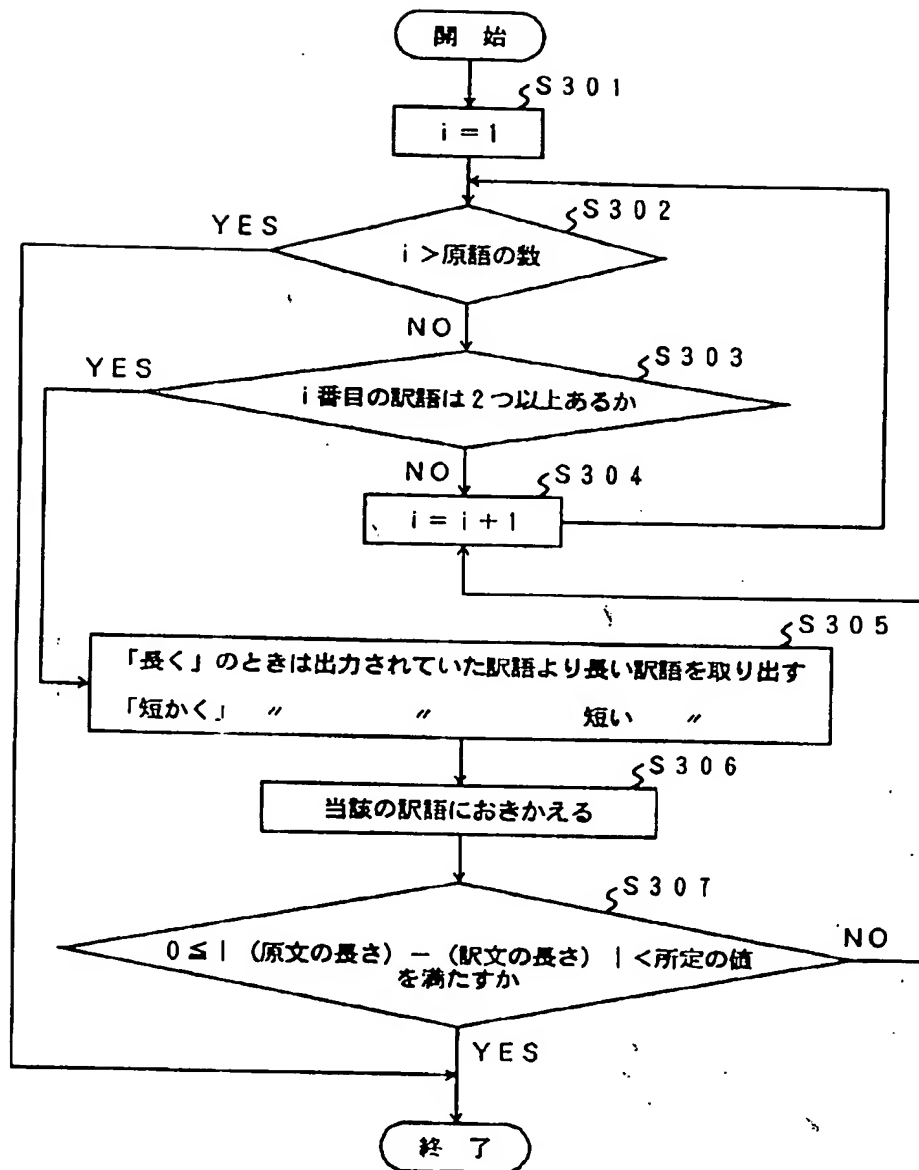 開始
S301
i=1
S302
YES
i>原語の数
NO
S303
YES
i番目の訳語は2つ以上あるか
NO
S304
i=i+1
S305
「長く」のときは出力されていた訳語より長い訳語を取り出す
「短かく」 〃 〃 短い 〃
S306
当該の訳語におきかえる
S307
0≦|(原文の長さ)−(訳文の長さ)|<所定の値
を満たすか
NO
YES
終了